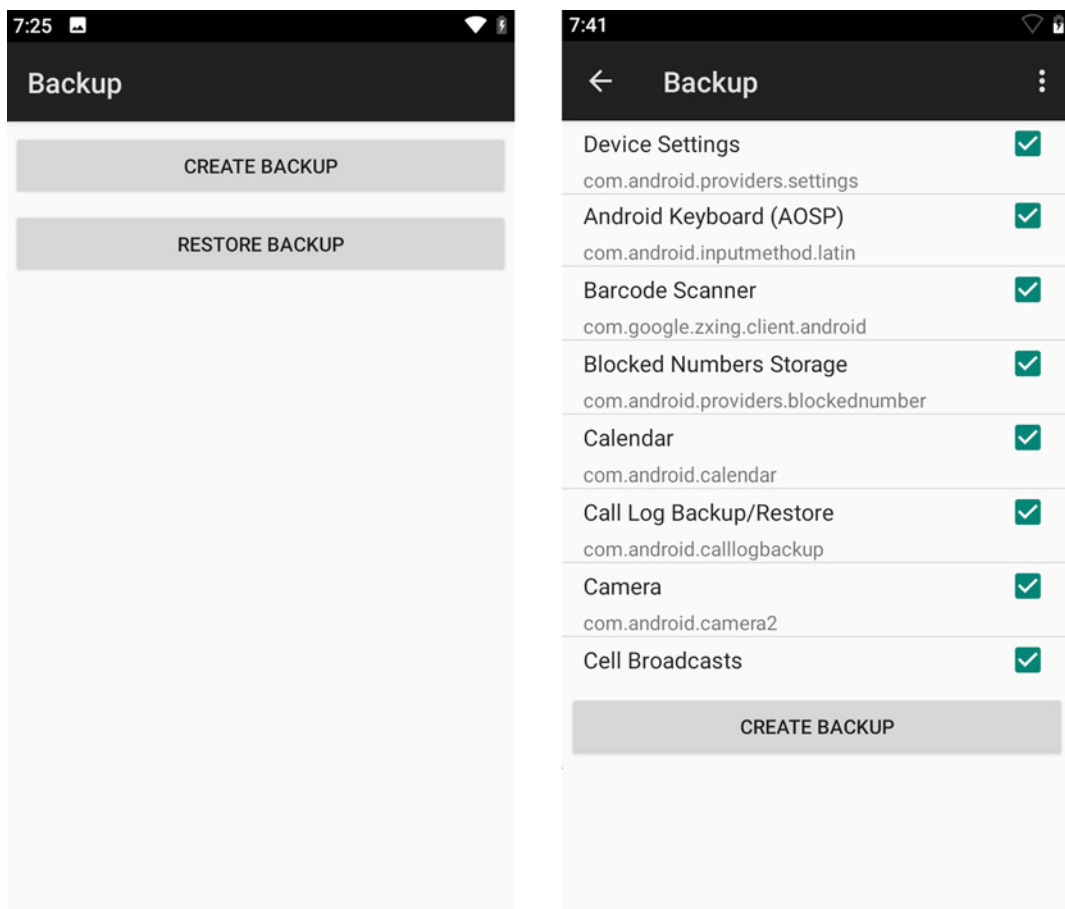 7:25
Backup
CREATE BACKUP
RESTORE BACKUP
7:41
Backup
Device Settings
com.android.providers.settings
Android Keyboard (AOSP)
com.android.inputmethod.latin
Barcode Scanner
com.google.zxing.client.android
Blocked Numbers Storage
com.android.providers.blockednumber
Calendar
com.android.calendar
Call Log Backup/Restore
com.android.calllogbackup
Camera
com.android.camera2
Cell Broadcasts
CREATE BACKUP